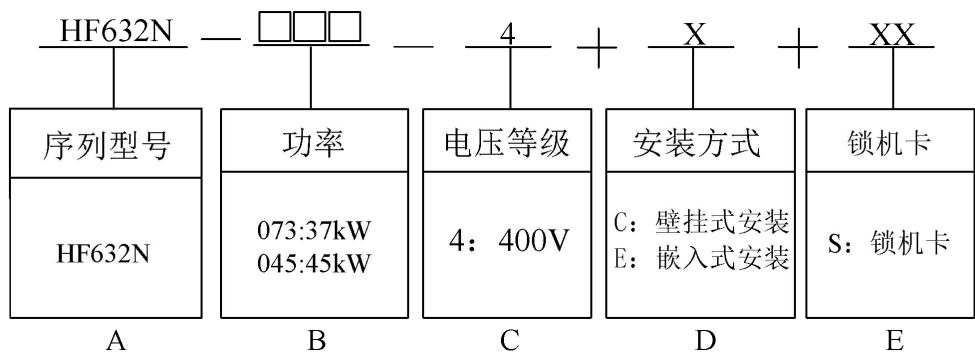 HF632N — □□□ — 4 + X + XX
序列型号 功率 电压等级 安装方式 锁机卡
HF632N
073:37kW
045:45kW
4：400V
C：壁挂式安装
E：嵌入式安装
S：锁机卡
A B C D E